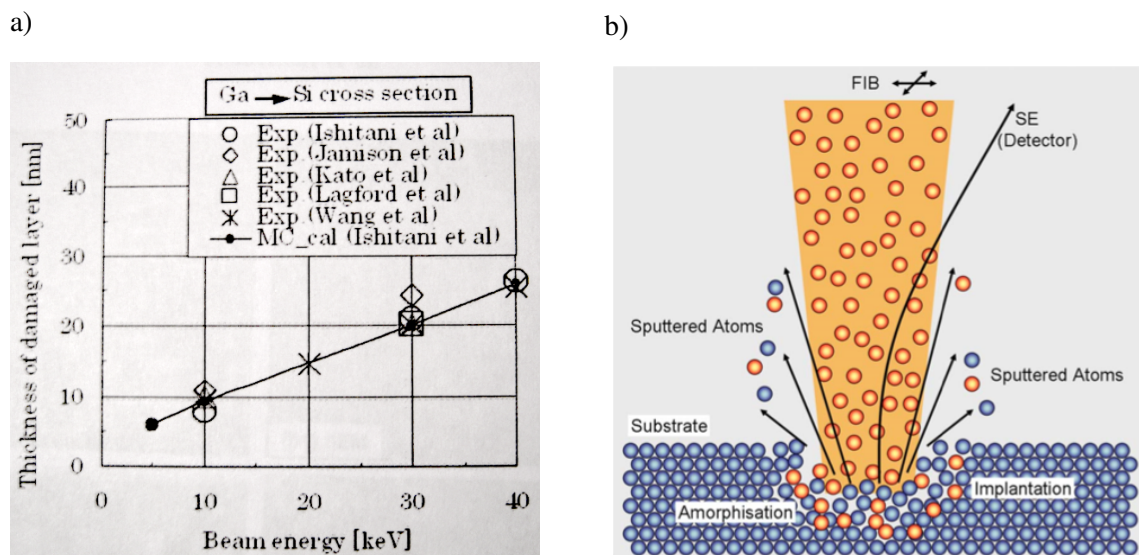 a)
Ga → Si cross section
Exp.(Ishitani et al)
Exp.(Jamison et al)
Exp.(Kato et al)
Exp.(Lagford et al)
Exp.(Wang et al)
MC_cal (Ishitani et al)
Thickness of damaged layer [nm]
50
40
30
20
10
0
0
10
20
30
40
Beam energy [keV]
b)
FIB
SE
(Detector)
Sputtered Atoms
Sputtered Atoms
Substrate
Amorphisation
Implantation